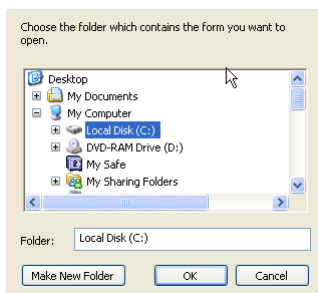 Choose the folder which contains the form you want to
open.
Desktop
My Documents
My Computer
Local Disk (C:)
DVD-RAM Drive (D:)
My Safe
My Sharing Folders
Folder: Local Disk (C:)
Make New Folder OK Cancel